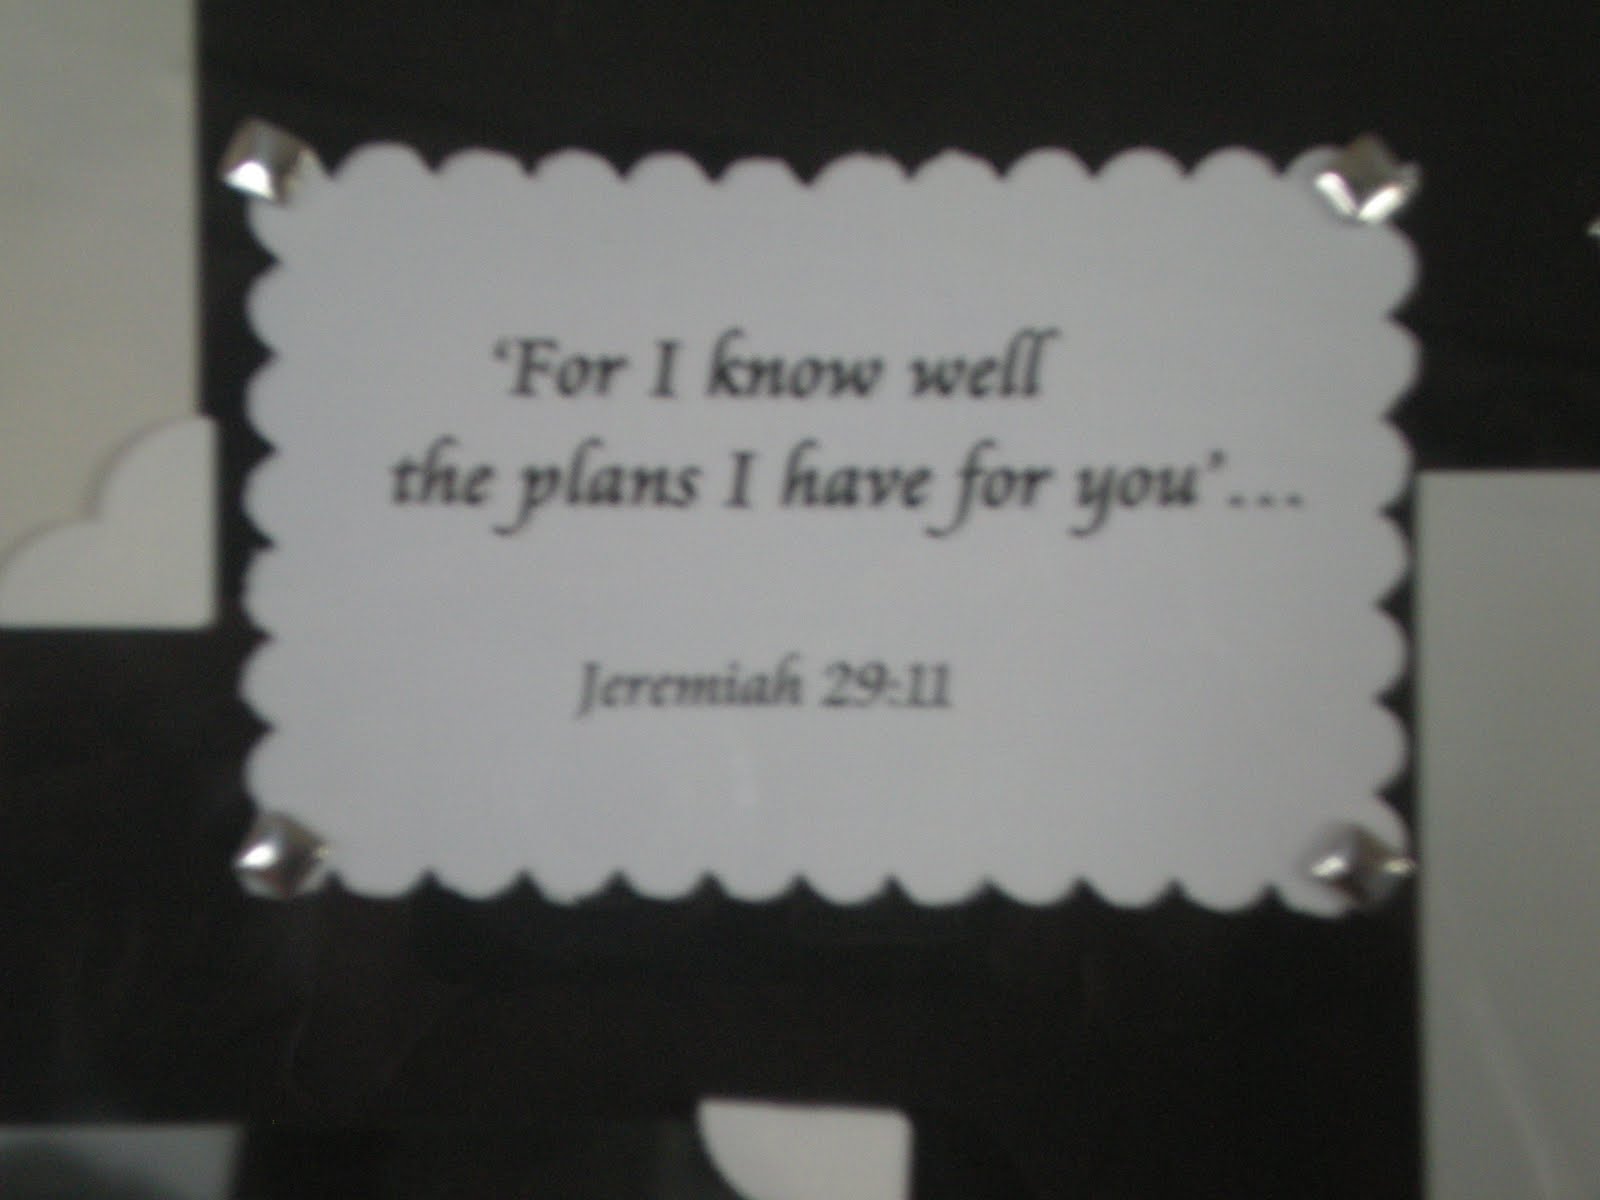 ‘For I know well
the plans I have for you’...
Jeremiah 29:11